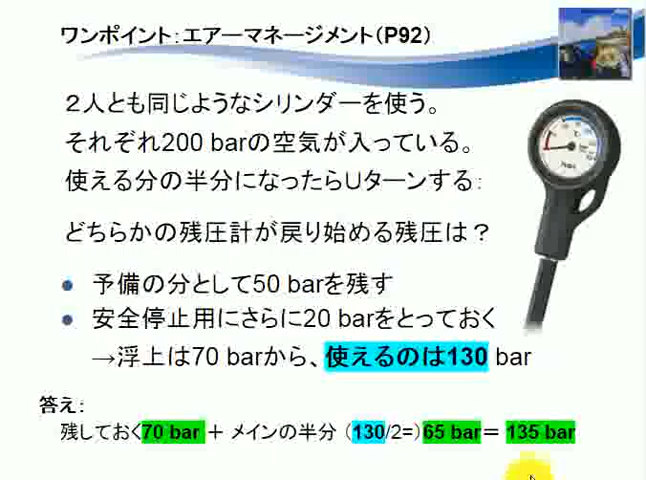 ワンポイント：エアーマネージメント（P92）
２人とも同じようなシリンダーを使う。
それぞれ200 barの空気が入っている。
使える分の半分になったらUターンする：
どちらかの残圧計が戻り始める残圧は？
● 予備の分として50 barを残す
● 安全停止用にさらに20 barをとっておく
→浮上は70 barから、使えるのは130 bar
答え：
残しておく70 bar ＋ メインの半分 （130/2=）65 bar＝ 135 bar